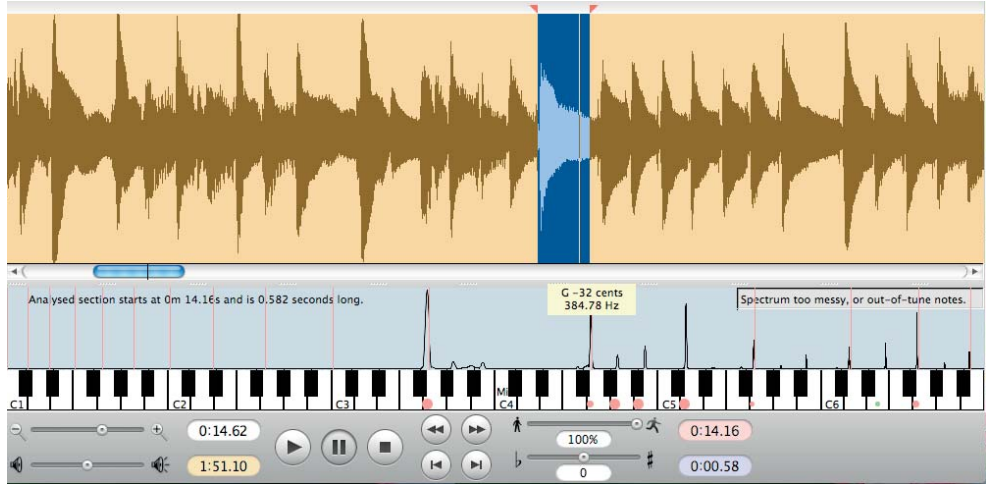 Analysed section starts at 0m 14.16s and is 0.582 seconds long.
G -32 cents
384.78 Hz
Spectrum too messy, or out-of-tune notes.
Mi
C1 C2 C3 C4 C5 C6
0:14.62
100%
0:14.16
1:51.10
♭ 0 ♯
0:00.58